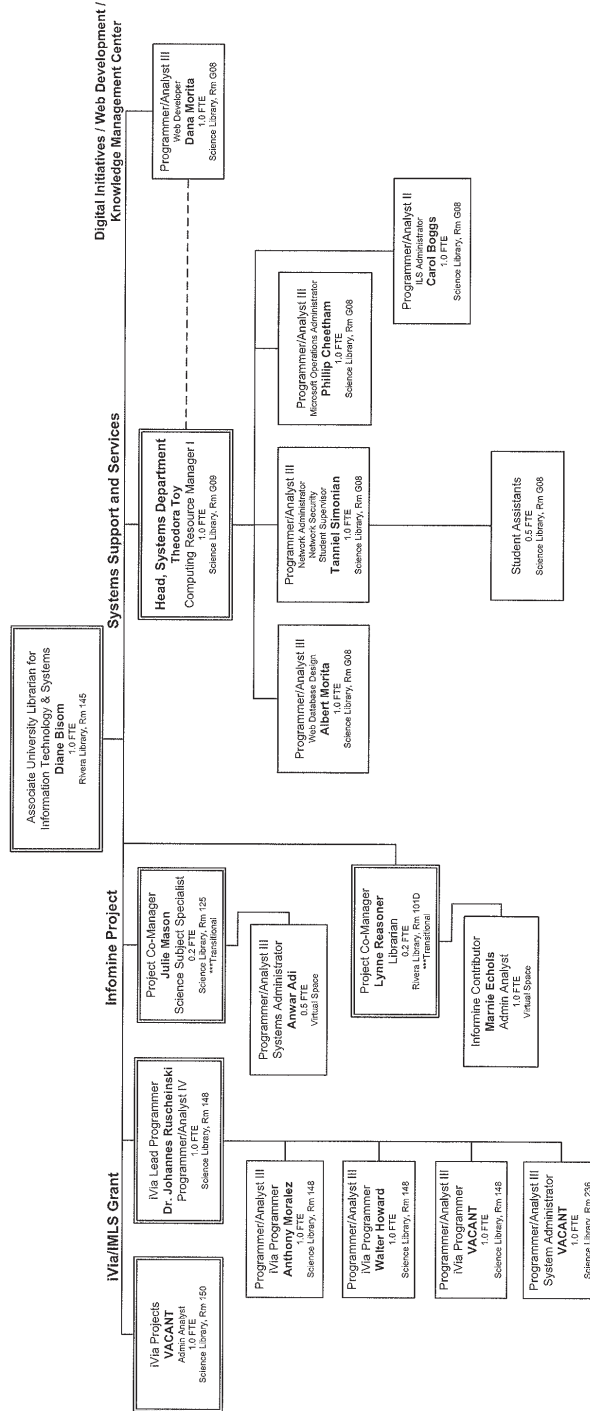 Associate University Librarian for
Information Technology & Systems
Diane Bisom
1.0 FTE
Rivera Library, Rm 145
iVia/IMLS Grant
Infomine Project
Systems Support and Services
Digital Initiatives / Web Development /
Knowledge Management Center
iVia Projects
VACANT
Admin Analyst
1.0 FTE
Science Library, Rm 150
iVia Lead Programmer
Dr. Johannes Ruscheinski
Programmer/Analyst IV
1.0 FTE
Science Library, Rm 148
Programmer/Analyst III
iVia Programmer
Anthony Moralez
1.0 FTE
Science Library, Rm 148
Programmer/Analyst III
iVia Programmer
Walter Howard
1.0 FTE
Science Library, Rm 148
Programmer/Analyst III
iVia Programmer
VACANT
1.0 FTE
Science Library, Rm 148
Programmer/Analyst III
System Administrator
VACANT
1.0 FTE
Science Library, Rm 236
Project Co-Manager
Julie Mason
Science Subject Specialist
0.2 FTE
Science Library, Rm 125
***Transitional
Programmer/Analyst III
Systems Administrator
Anwar Adi
0.5 FTE
Virtual Space
Project Co-Manager
Lynne Reasoner
Librarian
0.2 FTE
Rivera Library, Rm 101D
***Transitional
Informine Contributor
Marnie Echols
Admin Analyst
1.0 FTE
Virtual Space
Head, Systems Department
Theodora Toy
Computing Resource Manager I
1.0 FTE
Science Library, Rm G09
Programmer/Analyst III
Web Database Design
Albert Morita
1.0 FTE
Science Library, Rm G08
Programmer/Analyst III
Network Administrator
Network Security
Student Supervisor
Tanniel Simonian
1.0 FTE
Science Library, Rm G08
Student Assistants
0.5 FTE
Science Library, Rm G08
Programmer/Analyst III
Microsoft Operations Administrator
Phillip Cheetham
1.0 FTE
Science Library, Rm G08
Programmer/Analyst II
ILS Administrator
Carol Boggs
1.0 FTE
Science Library, Rm G08
Programmer/Analyst III
Web Developer
Dana Morita
1.0 FTE
Science Library, Rm G08